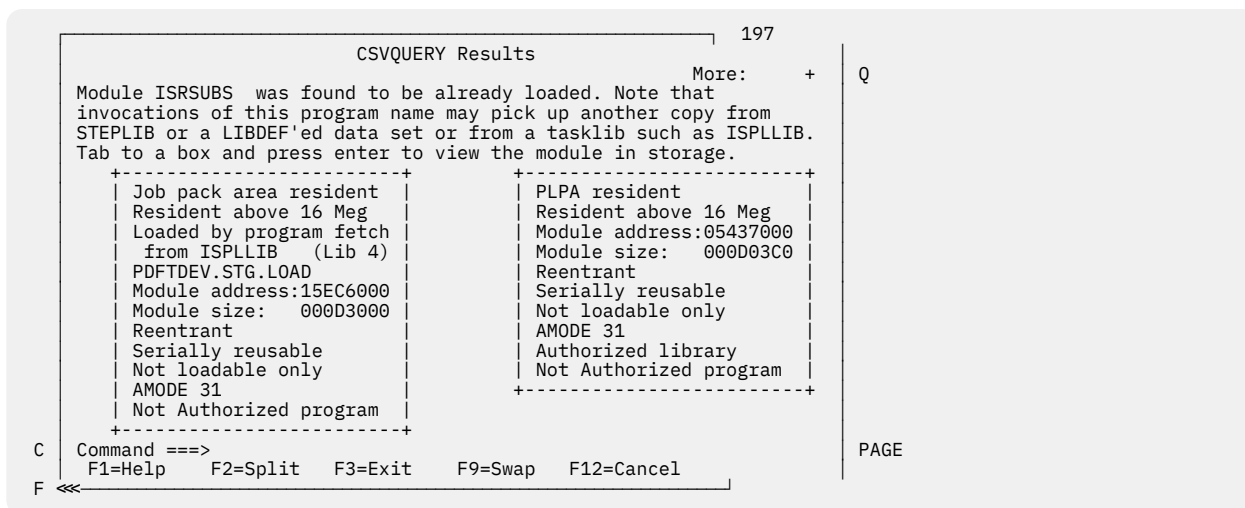 197
CSVQUERY Results
More:     +   Q
Module ISRSUBS  was found to be already loaded. Note that
invocations of this program name may pick up another copy from
STEPLIB or a LIBDEF'ed data set or from a tasklib such as ISPLLIB.
Tab to a box and press enter to view the module in storage.
+-------------------------+         +-------------------------+
| Job pack area resident  |         | PLPA resident           |
| Resident above 16 Meg   |         | Resident above 16 Meg   |
| Loaded by program fetch |         | Module address:05437000 |
|  from ISPLLIB   (Lib 4) |         | Module size:   000D03C0 |
| PDFTDEV.STG.LOAD        |         | Reentrant               |
| Module address:15EC6000 |         | Serially reusable       |
| Module size:   000D3000 |         | Not loadable only       |
| Reentrant               |         | AMODE 31                |
| Serially reusable       |         | Authorized library      |
| Not loadable only       |         | Not Authorized program  |
| AMODE 31                |         +-------------------------+
| Not Authorized program  |
+-------------------------+
C   Command ===>   PAGE
F1=Help    F2=Split   F3=Exit    F9=Swap   F12=Cancel
F <<<